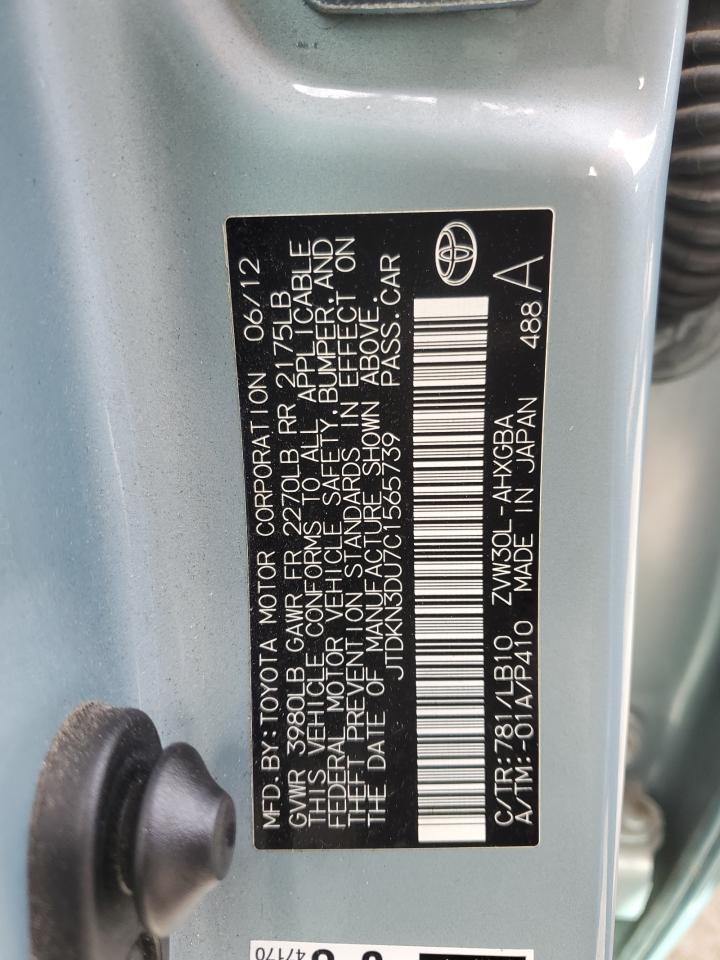 MFD.BY:TOYOTA MOTOR CORPORATION 06/12
GVWR 3980LB GAWR FR 2270LB RR 2175LB
THIS VEHICLE CONFORMS TO ALL APPLICABLE
FEDERAL MOTOR VEHICLE SAFETY,BUMPER,AND
THEFT PREVENTION STANDARDS IN EFFECT ON
THE DATE OF MANUFACTURE SHOWN ABOVE.
JTDKN3DU7C1565739 PASS.CAR
C/TR:781/LB10 ZVW30L-AHXGBA 488 A
A/TM:-01A/P410 MADE IN JAPAN
47170